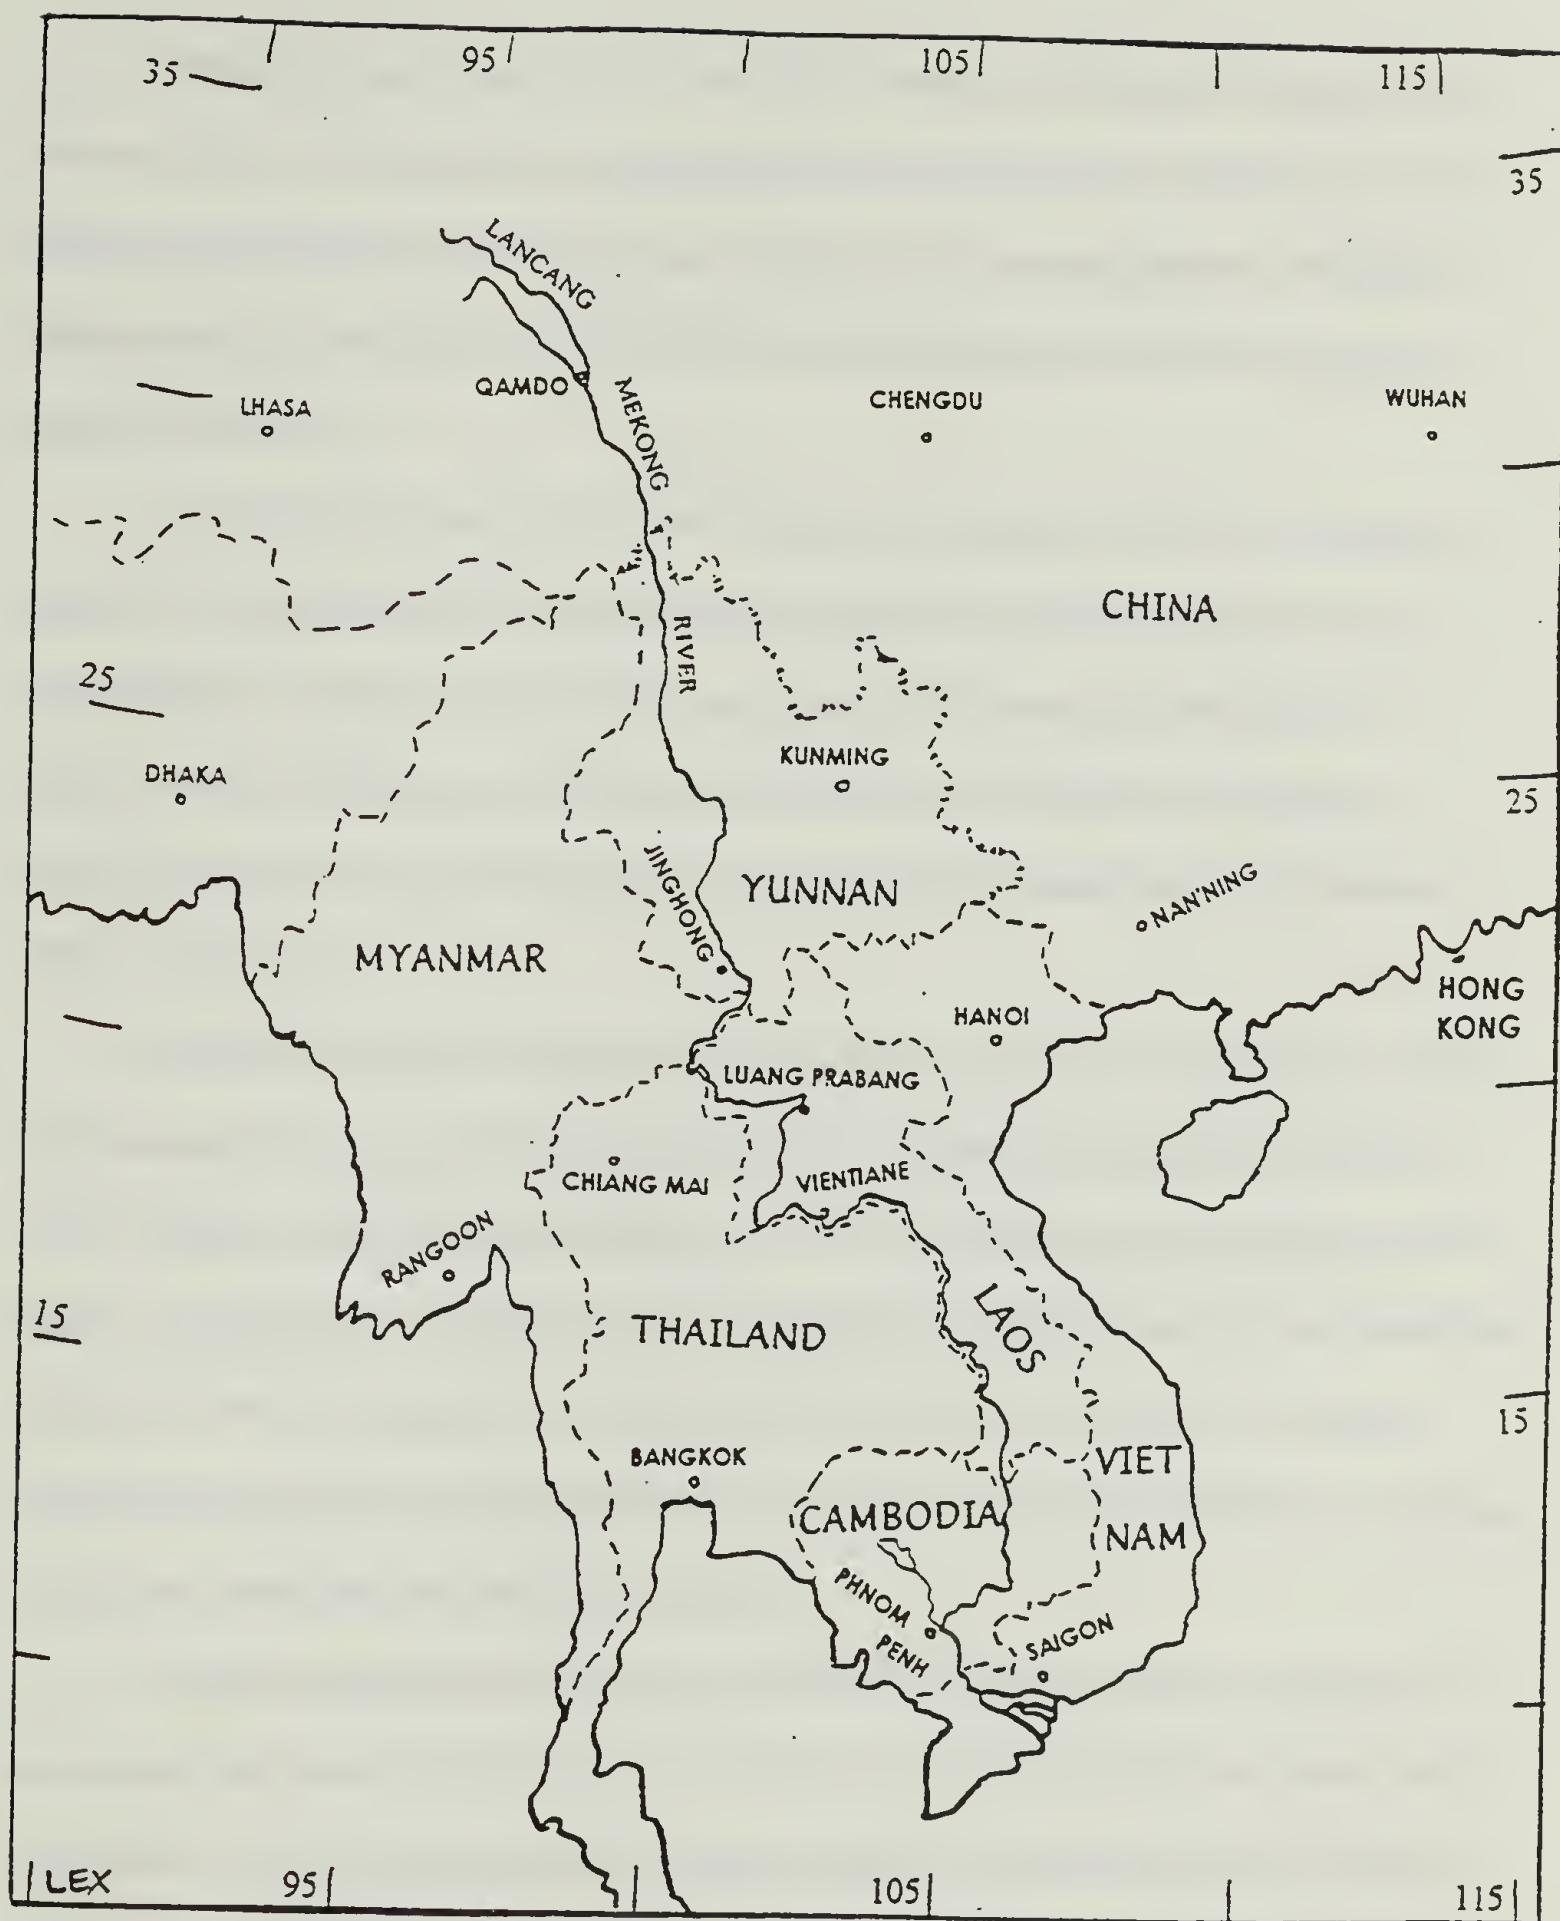 95
105
115
35
35
LANCANG
QAMDO
MEKONG
LHASA
CHENGDU
WUHAN
CHINA
RIVER
25
KUNMING
DHAKA
25
JINGHONG
YUNNAN
NAN'NING
MYANMAR
HONG
KONG
HANOI
LUANG PRABANG
CHIANG MAI
VIENTIANE
RANGOON
LAOS
15
THAILAND
15
BANGKOK
VIET
NAM
CAMBODIA
PHNOM
PENH
SAIGON
LEX
95
105
115